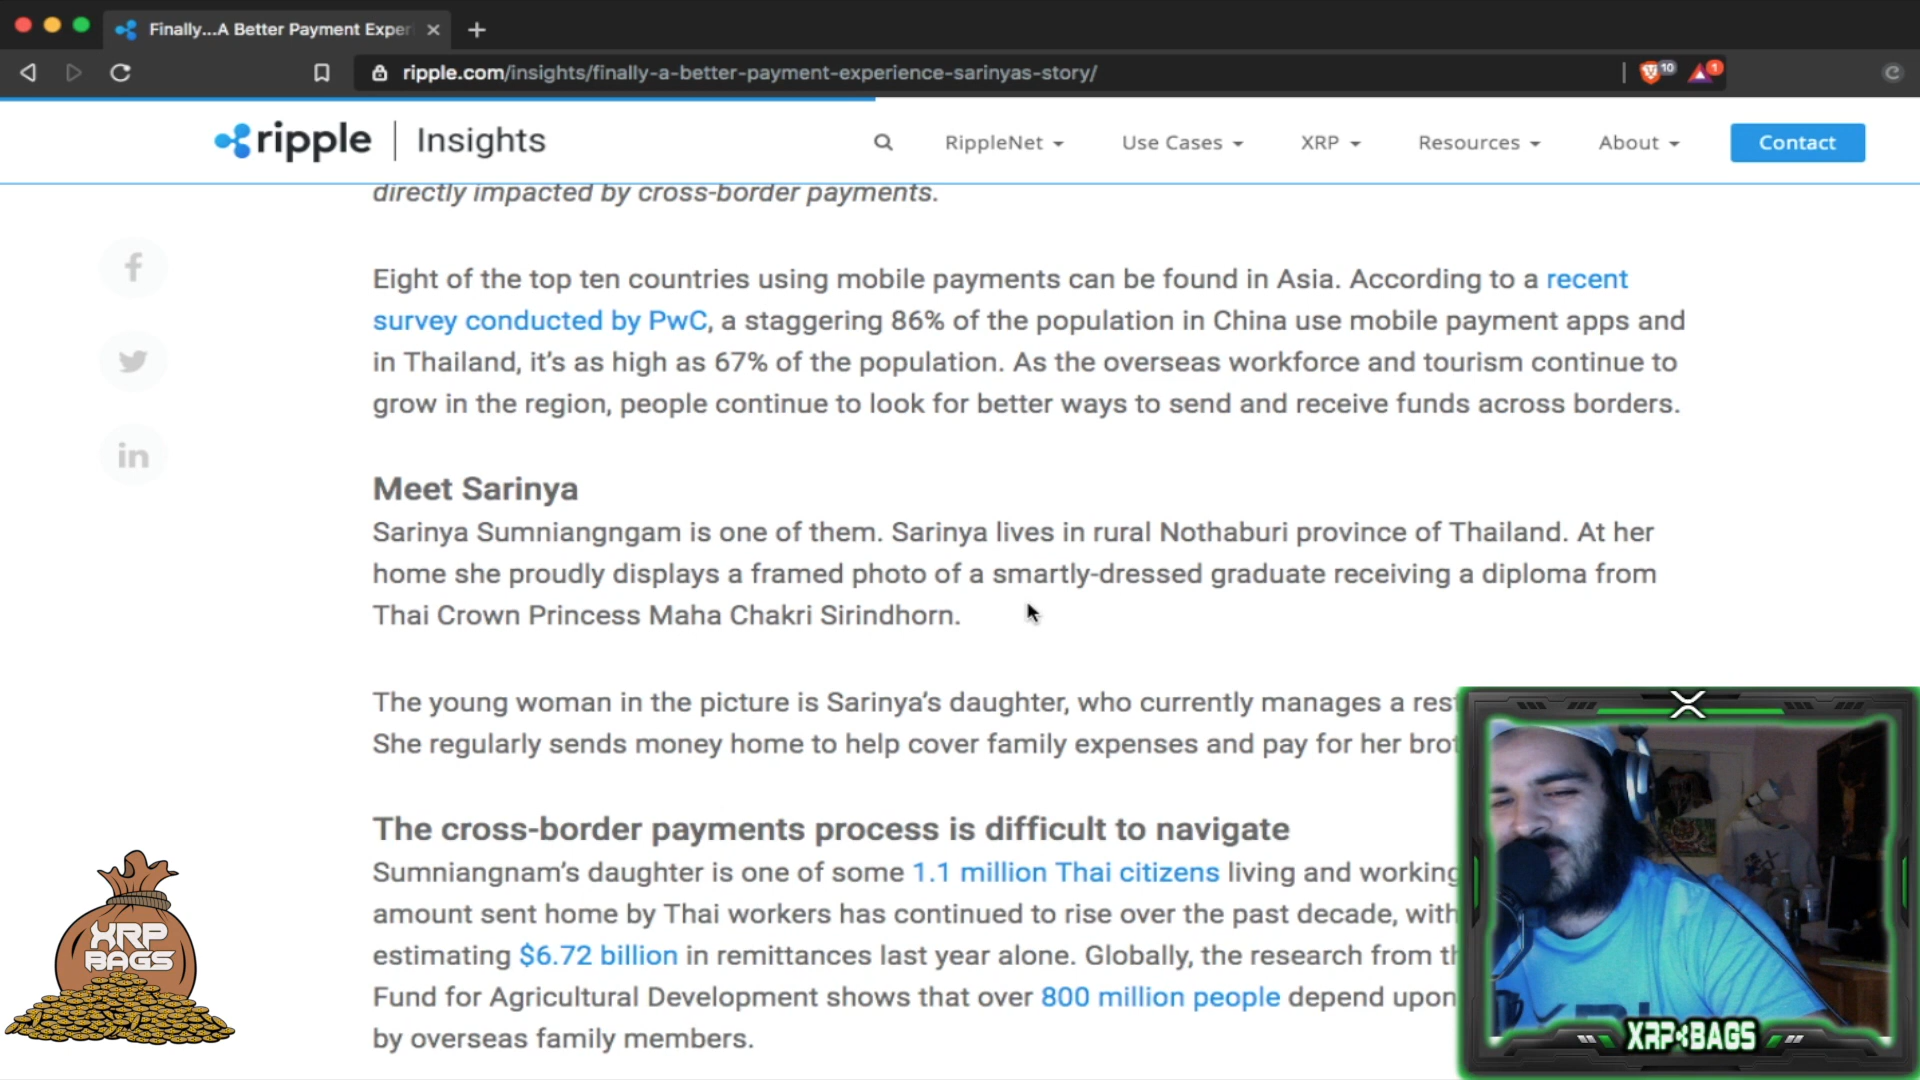 Finally...A Better Payment Exper
ripple.com/insights/finally-a-better-payment-experience-sarinyas-story/
10
1
ripple | Insights
RippleNet
Use Cases
XRP
Resources
About
Contact
directly impacted by cross-border payments.
Eight of the top ten countries using mobile payments can be found in Asia. According to a recent
survey conducted by PwC, a staggering 86% of the population in China use mobile payment apps and
in Thailand, it's as high as 67% of the population. As the overseas workforce and tourism continue to
grow in the region, people continue to look for better ways to send and receive funds across borders.
Meet Sarinya
Sarinya Sumniangngam is one of them. Sarinya lives in rural Nothaburi province of Thailand. At her
home she proudly displays a framed photo of a smartly-dressed graduate receiving a diploma from
Thai Crown Princess Maha Chakri Sirindhorn.
The young woman in the picture is Sarinya's daughter, who currently manages a rest
She regularly sends money home to help cover family expenses and pay for her brot
The cross-border payments process is difficult to navigate
Sumniangnam's daughter is one of some 1.1 million Thai citizens living and working
amount sent home by Thai workers has continued to rise over the past decade, with
estimating $6.72 billion in remittances last year alone. Globally, the research from th
Fund for Agricultural Development shows that over 800 million people depend upon
by overseas family members.
XRP
BAGS
XRP BAGS